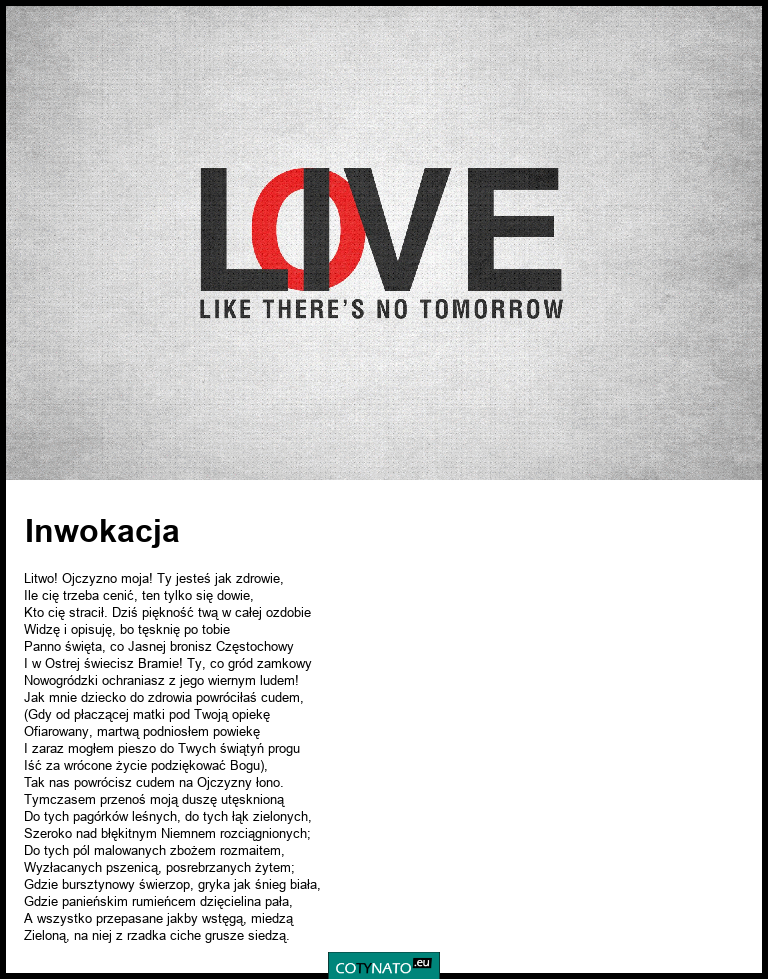 LOIVE
LIKE THERE'S NO TOMORROW
Inwokacja
Litwo! Ojczyzno moja! Ty jesteś jak zdrowie,
Ile cię trzeba cenić, ten tylko się dowie,
Kto cię stracił. Dziś piękność twą w całej ozdobie
Widzę i opisuję, bo tęsknię po tobie
Panno święta, co Jasnej bronisz Częstochowy
I w Ostrej świecisz Bramie! Ty, co gród zamkowy
Nowogródzki ochraniasz z jego wiernym ludem!
Jak mnie dziecko do zdrowia powróciłaś cudem,
(Gdy od płaczącej matki pod Twoją opiekę
Ofiarowany, martwą podniosłem powiekę
I zaraz mogłem pieszo do Twych świątyń progu
Iść za wrócone życie podziękować Bogu),
Tak nas powrócisz cudem na Ojczyzny łono.
Tymczasem przenoś moją duszę utęsknioną
Do tych pagórków leśnych, do tych łąk zielonych,
Szeroko nad błękitnym Niemnem rozciągnionych;
Do tych pól malowanych zbożem rozmaitem,
Wyzłacanych pszenicą, posrebrzanych żytem;
Gdzie bursztynowy świerzop, gryka jak śnieg biała,
Gdzie panieńskim rumieńcem dzięcielina pała,
A wszystko przepasane jakby wstęgą, miedzą
Zieloną, na niej z rzadka ciche grusze siedzą.
COTYNATO.eu